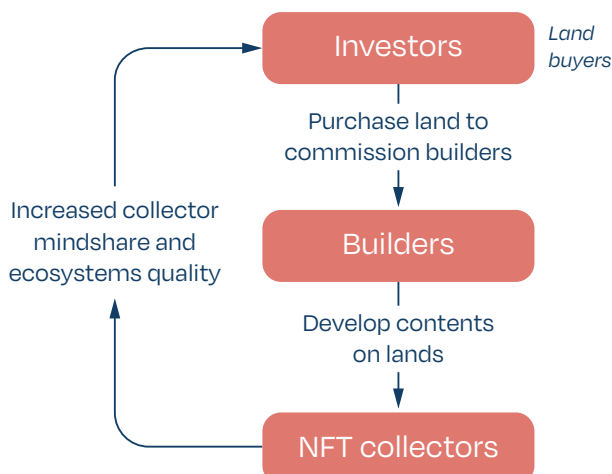 Investors
Land
buyers
Purchase land to
commission builders
Increased collector
mindshare and
ecosystems quality
Builders
Develop contents
on lands
NFT collectors